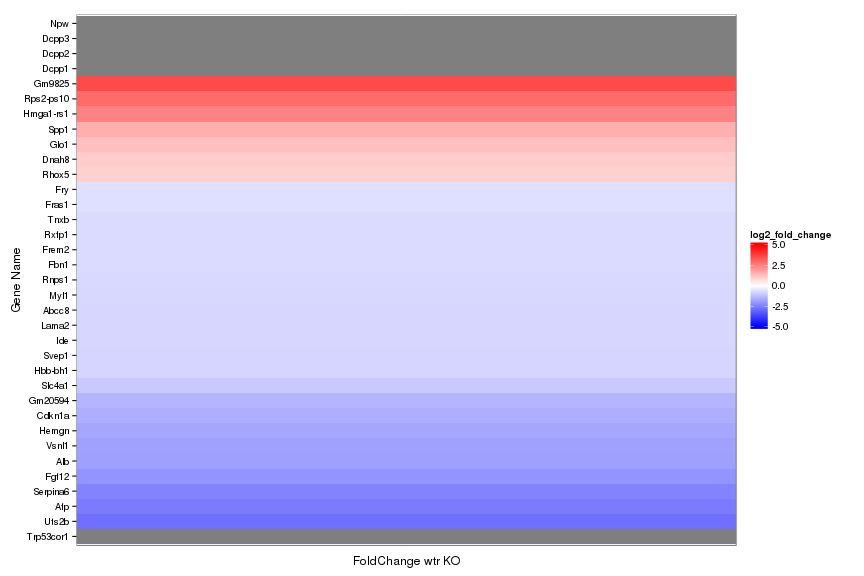 Npw
Dcpp3
Dcpp2
Dcpp1
Gm9825
Rps2-ps10
Hmga1-rs1
Spp1
Glo1
Dnah8
Rhox5
Fry
Fras1
Tnxb
Rxfp1
Frem2
Fbn1
Rnps1
Myl1
Abcc8
Lama2
Ide
Svep1
Hbb-bh1
Slc4a1
Gm20594
Cdkn1a
Hemgn
Vsnl1
Alb
Fgf12
Serpina6
Afp
Uts2b
Trp53cor1
Gene Name
FoldChange wtr KO
log2_fold_change
5.0
2.5
0.0
-2.5
-5.0